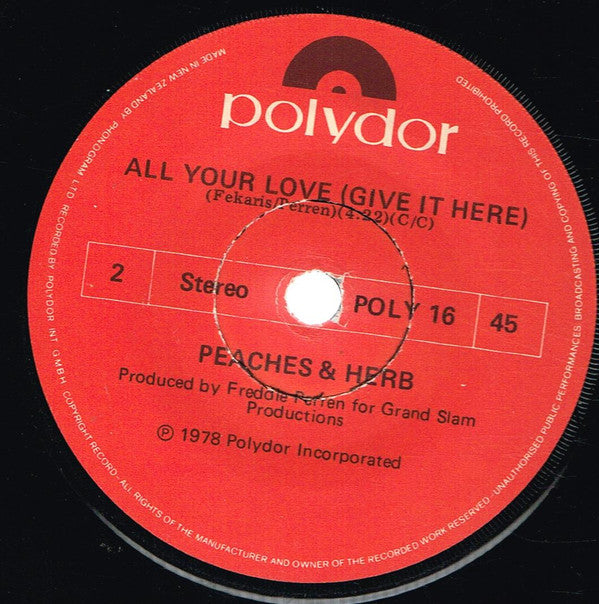 polydor
ALL YOUR LOVE (GIVE IT HERE)
(Fekaris/Perren)(4:22)(C/C)
2 Stereo POLY 16 45
PEACHES & HERB
Produced by Freddie Perren for Grand Slam
Productions
Ⓟ 1978 Polydor Incorporated
MADE IN NEW ZEALAND BY PHONOGRAM LTD RECORDED BY POLYDOR INT. GMBH COPYRIGHT RECORD - ALL RIGHTS OF THE MANUFACTURER AND OWNER OF THE RECORDED WORK RESERVED - UNAUTHORISED PUBLIC PERFORMANCES, BROADCASTING AND COPYING OF THIS RECORD PROHIBITED